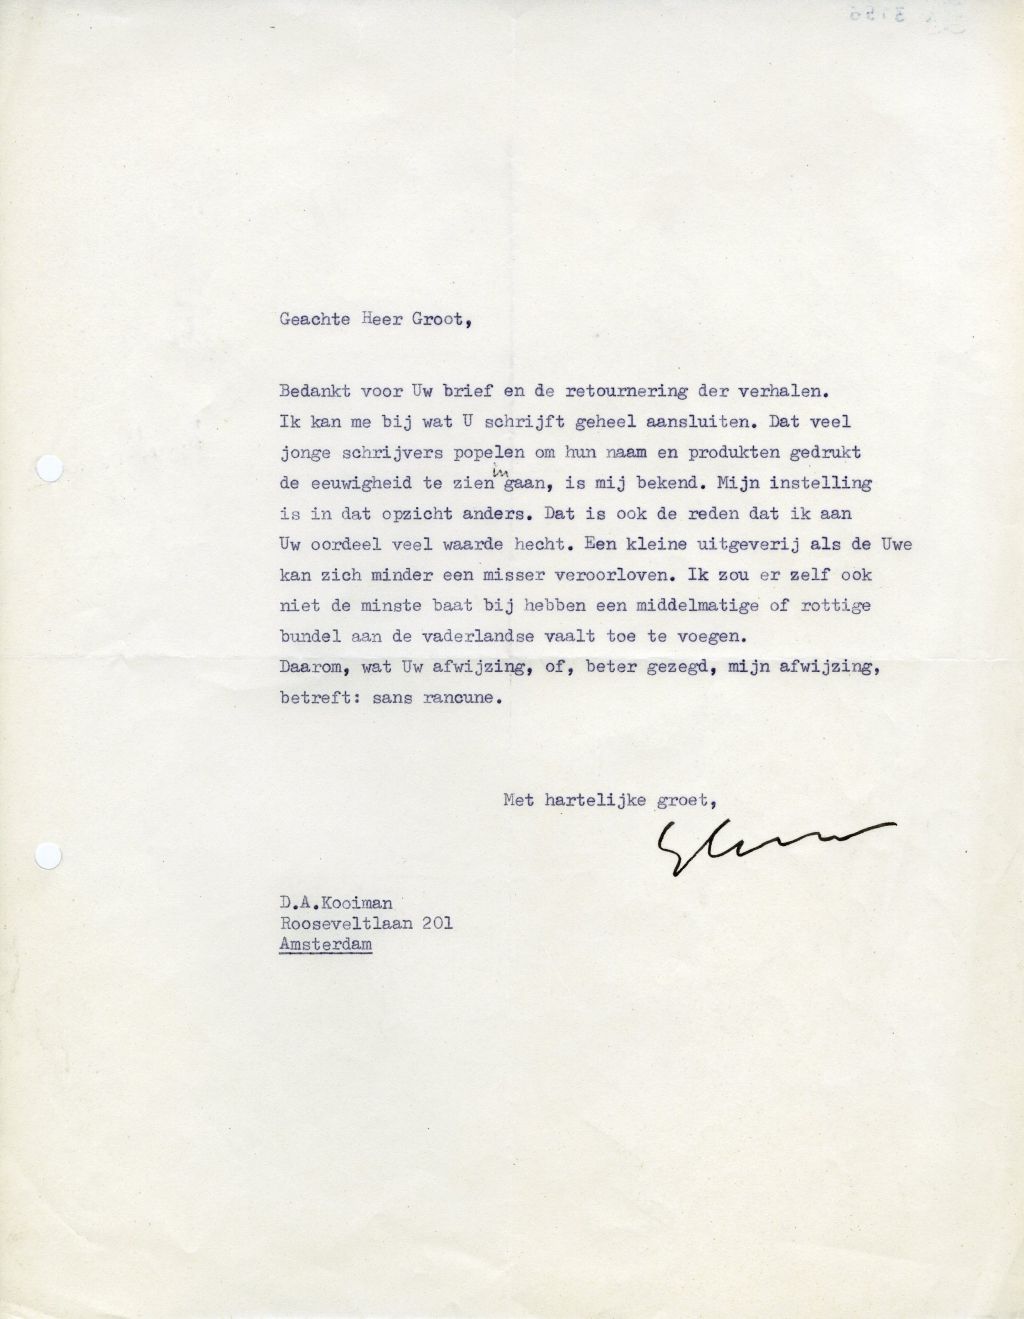 Geachte Heer Groot,
Bedankt voor Uw brief en de retournering der verhalen.
Ik kan me bij wat U schrijft geheel aansluiten. Dat veel
jonge schrijvers popelen om hun naam en produkten gedrukt
de eeuwigheid te zien in gaan, is mij bekend. Mijn instelling
is in dat opzicht anders. Dat is ook de reden dat ik aan
Uw oordeel veel waarde hecht. Een kleine uitgeverij als de Uwe
kan zich minder een misser veroorloven. Ik zou er zelf ook
niet de minste baat bij hebben een middelmatige of rottige
bundel aan de vaderlandse vaalt toe te voegen.
Daarom, wat Uw afwijzing, of, beter gezegd, mijn afwijzing,
betreft: sans rancune.
Met hartelijke groet,
D.A.Kooiman
Rooseveltlaan 201
Amsterdam